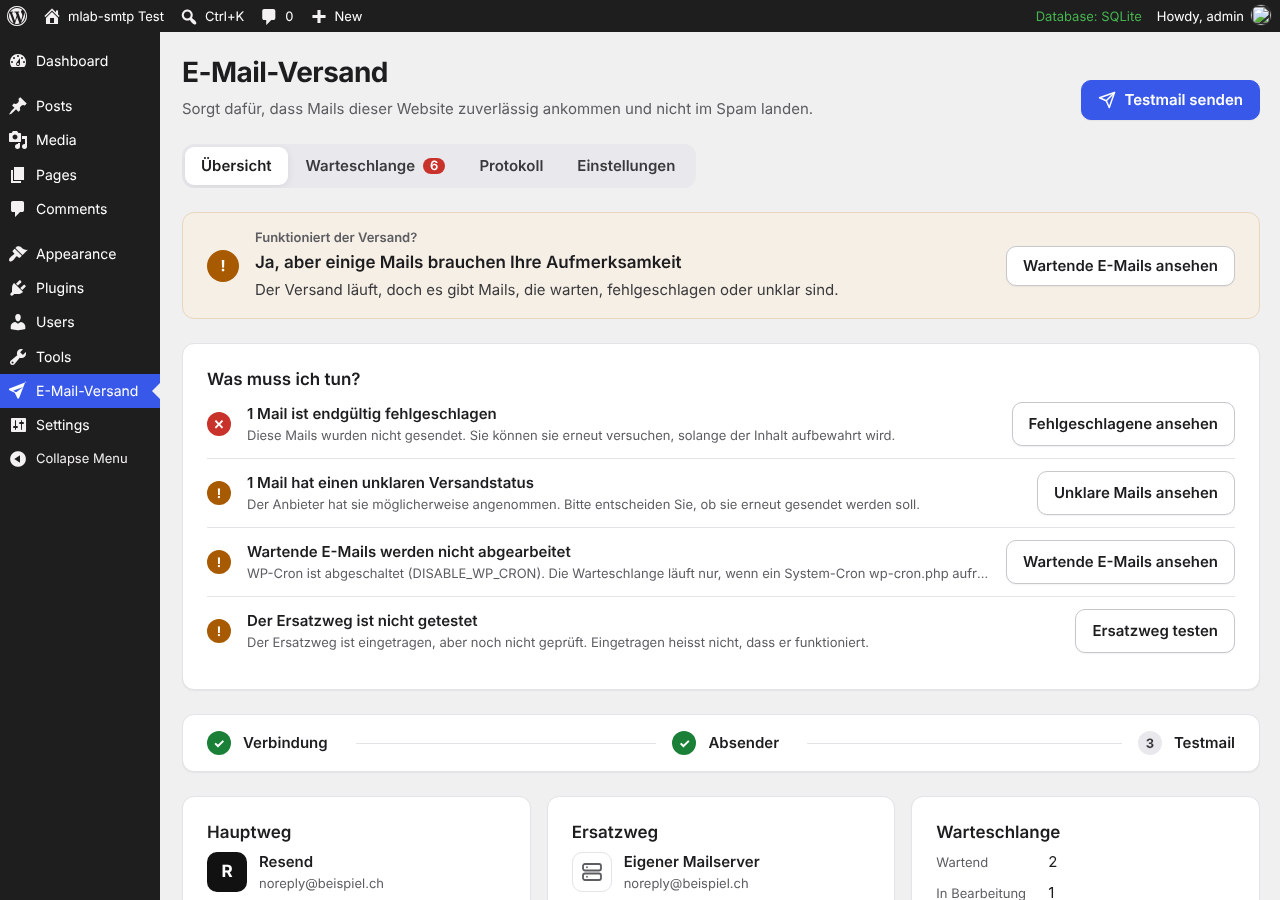 mlab-smtp Test
Ctrl+K
0
New
Database: SQLite
Howdy, admin
Dashboard
Posts
Media
Pages
Comments
Appearance
Plugins
Users
Tools
E-Mail-Versand
Settings
Collapse Menu
E-Mail-Versand
Sorgt dafür, dass Mails dieser Website zuverlässig ankommen und nicht im Spam landen.
Testmail senden
Übersicht
Warteschlange 6
Protokoll
Einstellungen
Funktioniert der Versand?
! Ja, aber einige Mails brauchen Ihre Aufmerksamkeit
Der Versand läuft, doch es gibt Mails, die warten, fehlgeschlagen oder unklar sind.
Wartende E-Mails ansehen
Was muss ich tun?
1 Mail ist endgültig fehlgeschlagen
Diese Mails wurden nicht gesendet. Sie können sie erneut versuchen, solange der Inhalt aufbewahrt wird.
Fehlgeschlagene ansehen
! 1 Mail hat einen unklaren Versandstatus
Der Anbieter hat sie möglicherweise angenommen. Bitte entscheiden Sie, ob sie erneut gesendet werden soll.
Unklare Mails ansehen
! Wartende E-Mails werden nicht abgearbeitet
WP-Cron ist abgeschaltet (DISABLE_WP_CRON). Die Warteschlange läuft nur, wenn ein System-Cron wp-cron.php aufr...
Wartende E-Mails ansehen
! Der Ersatzweg ist nicht getestet
Der Ersatzweg ist eingetragen, aber noch nicht geprüft. Eingetragen heisst nicht, dass er funktioniert.
Ersatzweg testen
Verbindung
Absender
3 Testmail
Hauptweg
R
Resend
noreply@beispiel.ch
Ersatzweg
Eigener Mailserver
noreply@beispiel.ch
Warteschlange
Wartend 2
In Bearbeitung 1